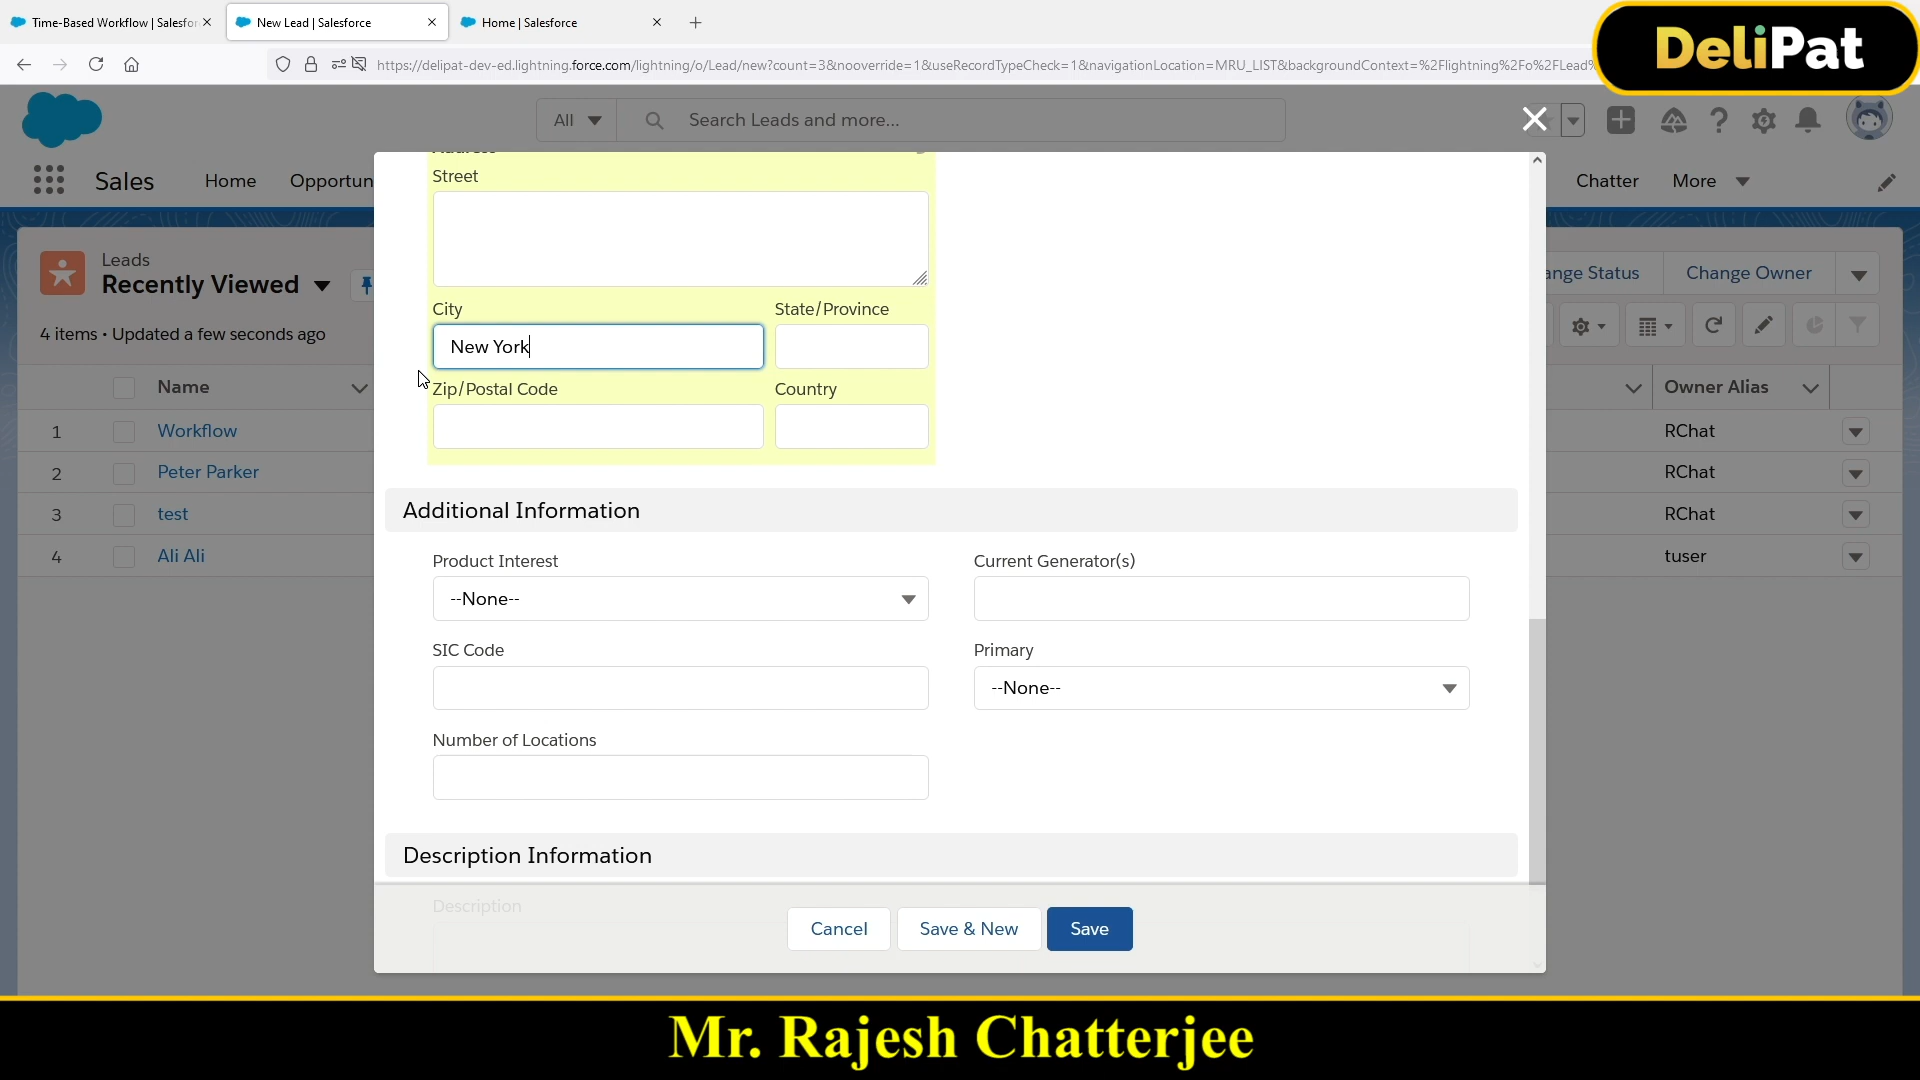 Time-Based Workflow | Salesfor
New Lead | Salesforce
Home | Salesforce
https://delipat-dev-ed.lightning.force.com/lightning/o/Lead/new?count=3&nooverride=1&useRecordTypeCheck=1&navigationLocation=MRU_LIST&backgroundContext=%2Flightning%2Fo%2FLead%
DeliPat
All
Search Leads and more...
Sales
Home
Opportun
Chatter
More
Leads
Recently Viewed
4 items • Updated a few seconds ago
ange Status
Change Owner
Name
Owner Alias
1
Workflow
RChat
2
Peter Parker
RChat
3
test
RChat
4
Ali Ali
tuser
Address
Street
City
State/Province
New York
Zip/Postal Code
Country
Additional Information
Product Interest
Current Generator(s)
--None--
SIC Code
Primary
--None--
Number of Locations
Description Information
Description
Cancel
Save & New
Save
Mr. Rajesh Chatterjee